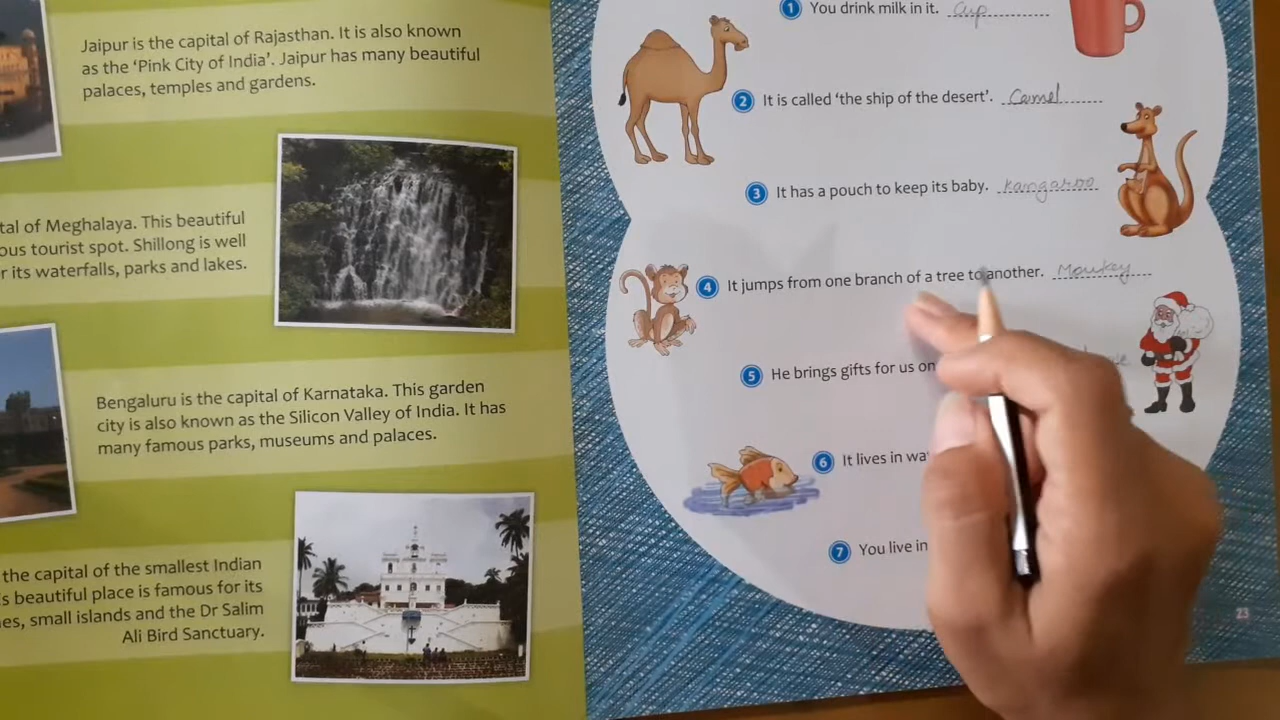 Jaipur is the capital of Rajasthan. It is also known
as the 'Pink City of India'. Jaipur has many beautiful
palaces, temples and gardens.
tal of Meghalaya. This beautiful
ous tourist spot. Shillong is well
r its waterfalls, parks and lakes.
Bengaluru is the capital of Karnataka. This garden
city is also known as the Silicon Valley of India. It has
many famous parks, museums and palaces.
the capital of the smallest Indian
s beautiful place is famous for its
es, small islands and the Dr Salim
Ali Bird Sanctuary.
1 You drink milk in it. Cup
2 It is called 'the ship of the desert'. Camel
3 It has a pouch to keep its baby. Kangaroo
4 It jumps from one branch of a tree to another. Monkey
5 He brings gifts for us on
6 It lives in wa
7 You live in
23